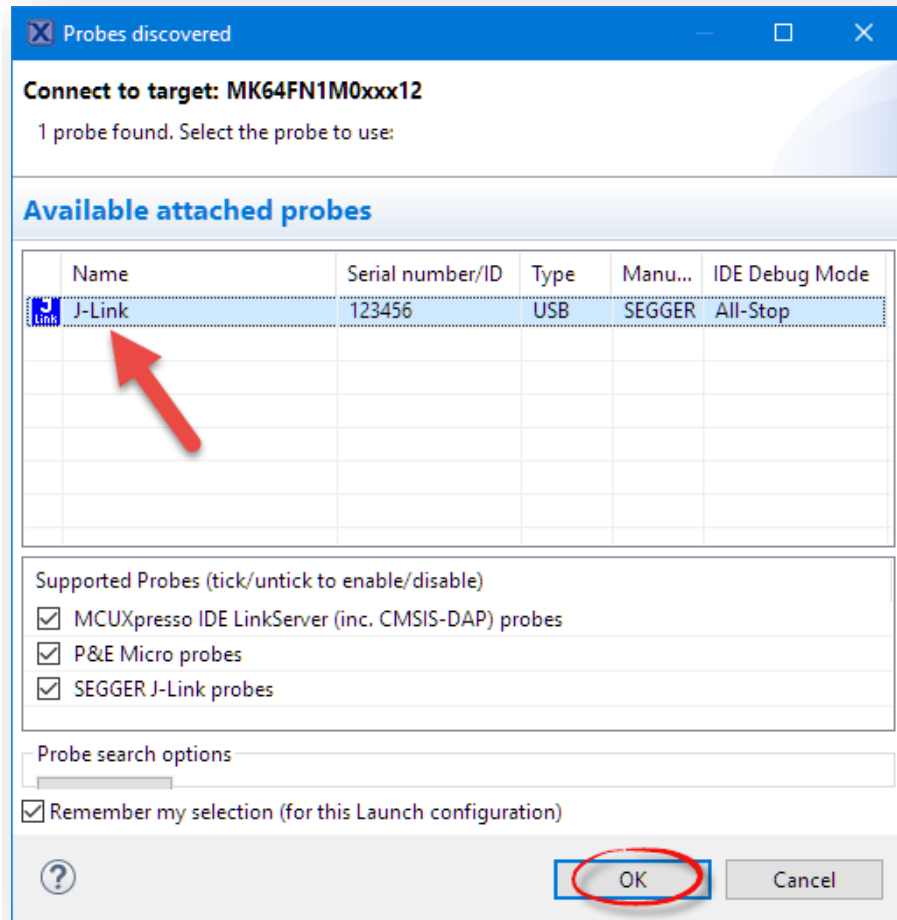 Probes discovered
Connect to target: MK64FN1M0xxx12
1 probe found. Select the probe to use:
Available attached probes
Name Serial number/ID Type Manu... IDE Debug Mode
J Link J-Link 123456 USB SEGGER All-Stop
Supported Probes (tick/untick to enable/disable)
MCUXpresso IDE LinkServer (inc. CMSIS-DAP) probes
P&E Micro probes
SEGGER J-Link probes
Probe search options
Remember my selection (for this Launch configuration)
? OK Cancel